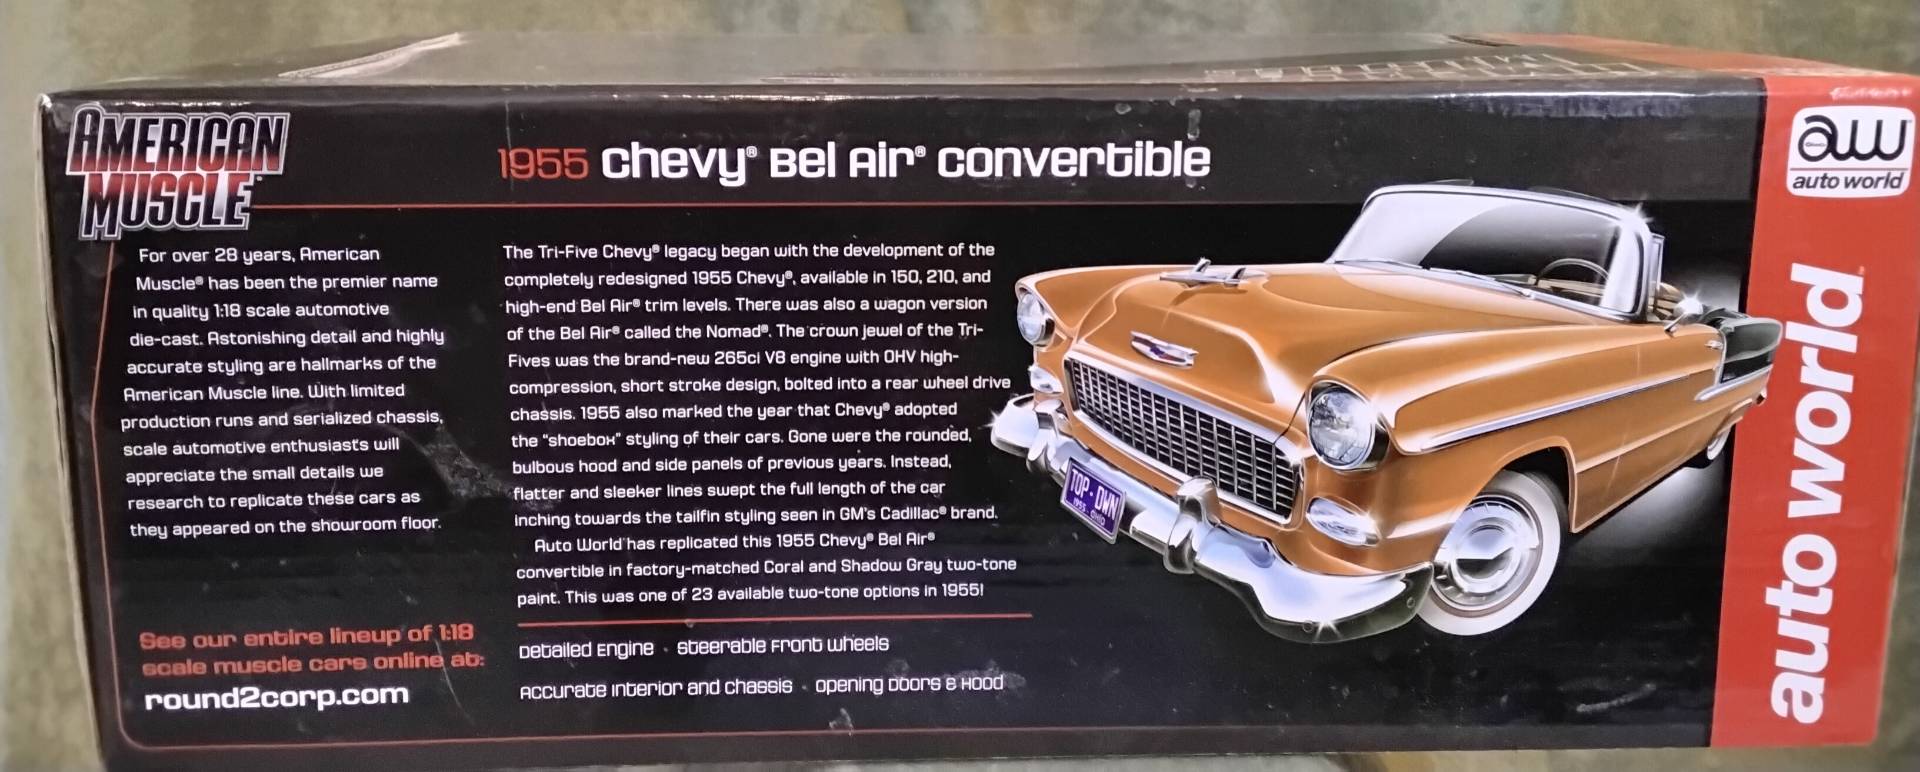 AMERICAN
MUSCLE
1955 Chevy® Bel Air® Convertible
For over 28 years, American
Muscle® has been the premier name
in quality 1:18 scale automotive
die-cast. Astonishing detail and highly
accurate styling are hallmarks of the
American Muscle line. With limited
production runs and serialized chassis,
scale automotive enthusiasts will
appreciate the small details we
research to replicate these cars as
they appeared on the showroom floor.
See our entire lineup of 1:18
scale muscle cars online at:
round2corp.com
The Tri-Five Chevy® legacy began with the development of the
completely redesigned 1955 Chevy®, available in 150, 210, and
high-end Bel Air® trim levels. There was also a wagon version
of the Bel Air® called the Nomad®. The crown jewel of the Tri-
Fives was the brand-new 265ci V8 engine with OHV high-
compression, short stroke design, bolted into a rear wheel drive
chassis. 1955 also marked the year that Chevy® adopted
the "shoebox" styling of their cars. Gone were the rounded,
bulbous hood and side panels of previous years. Instead,
flatter and sleeker lines swept the full length of the car
inching towards the tailfin styling seen in GM's Cadillac® brand.
Auto World has replicated this 1955 Chevy® Bel Air®
convertible in factory-matched Coral and Shadow Gray two-tone
paint. This was one of 23 available two-tone options in 1955!
Detailed Engine · Steerable Front Wheels
Accurate Interior and Chassis · Opening Doors & Hood
TOP·DWN
1955 OHIO
aw
auto world
auto world™